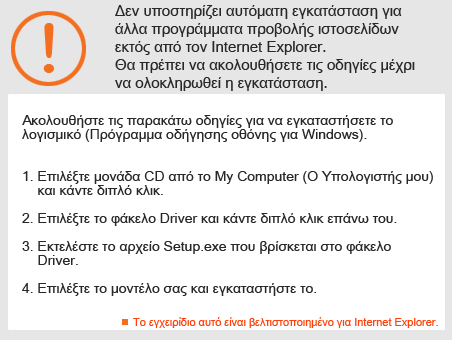 Δεν υποστηρίζει αυτόματη εγκατάσταση για
άλλα προγράμματα προβολής ιστοσελίδων
εκτός από τον Internet Explorer.
Θα πρέπει να ακολουθήσετε τις οδηγίες μέχρι
να ολοκληρωθεί η εγκατάσταση.
Ακολουθήστε τις παρακάτω οδηγίες για να εγκαταστήσετε το
λογισμικό (Πρόγραμμα οδήγησης οθόνης για Windows).
1. Επιλέξτε μονάδα CD από το My Computer (Ο Υπολογιστής μου)
και κάντε διπλό κλικ.
2. Επιλέξτε το φάκελο Driver και κάντε διπλό κλικ επάνω του.
3. Εκτελέστε το αρχείο Setup.exe που βρίσκεται στο φάκελο
Driver.
4. Επιλέξτε το μοντέλο σας και εγκαταστήστε το.
Το εγχειρίδιο αυτό είναι βελτιστοποιημένο για Internet Explorer.